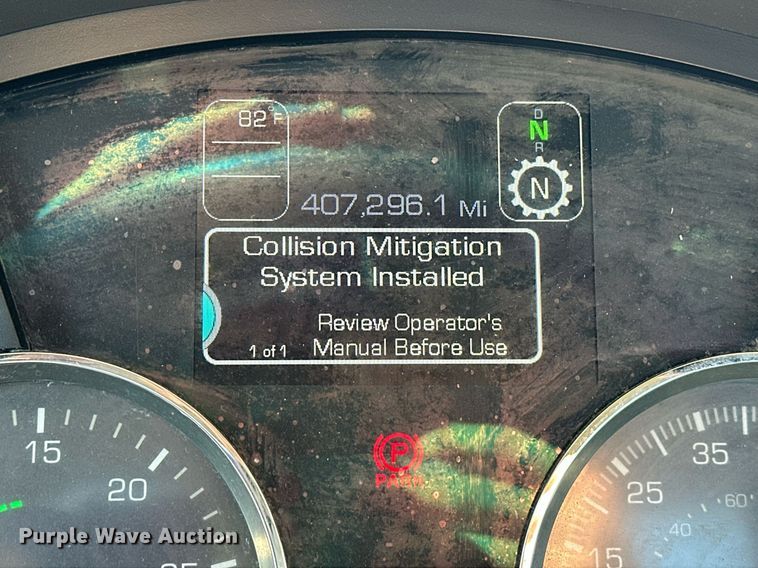 82°F
D
N
R
N
407,296.1 Mi
Collision Mitigation
System Installed
Review Operator's
1 of 1 Manual Before Use
P
PARK
15
20
25
35
25
15
60
40
Purple Wave Auction